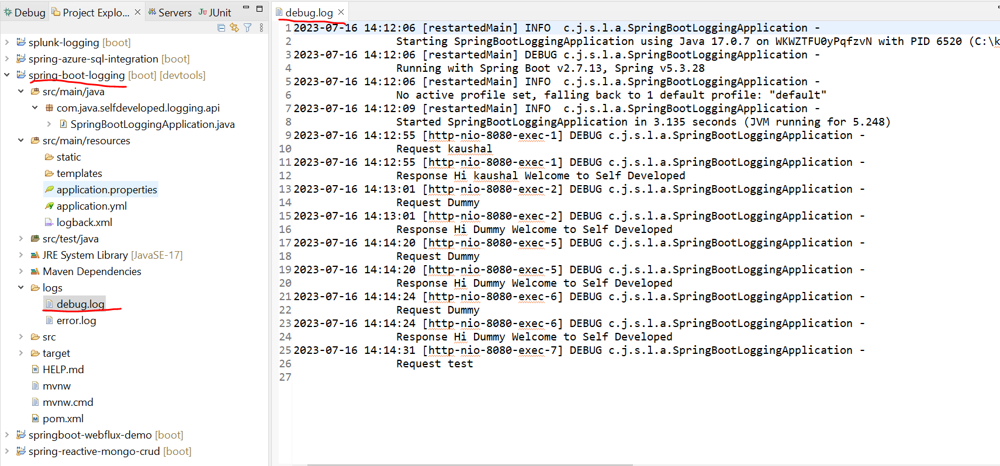 Debug Project Explo... Servers JUnit
splunk-logging [boot]
spring-azure-sql-integration [boot]
spring-boot-logging [boot] [devtools]
src/main/java
com.java.selfdeveloped.logging.api
SpringBootLoggingApplication.java
src/main/resources
static
templates
application.properties
application.yml
logback.xml
src/test/java
JRE System Library [JavaSE-17]
Maven Dependencies
logs
debug.log
error.log
src
target
HELP.md
mvnw
mvnw.cmd
pom.xml
springboot-webflux-demo [boot]
spring-reactive-mongo-crud [boot]
debug.log
1 2023-07-16 14:12:06 [restartedMain] INFO  c.j.s.l.a.SpringBootLoggingApplication -
2 Starting SpringBootLoggingApplication using Java 17.0.7 on WKWZTFU0yPqfzvN with PID 6520 (C:\k
3 2023-07-16 14:12:06 [restartedMain] DEBUG c.j.s.l.a.SpringBootLoggingApplication -
4 Running with Spring Boot v2.7.13, Spring v5.3.28
5 2023-07-16 14:12:06 [restartedMain] INFO  c.j.s.l.a.SpringBootLoggingApplication -
6 No active profile set, falling back to 1 default profile: "default"
7 2023-07-16 14:12:09 [restartedMain] INFO  c.j.s.l.a.SpringBootLoggingApplication -
8 Started SpringBootLoggingApplication in 3.135 seconds (JVM running for 5.248)
9 2023-07-16 14:12:55 [http-nio-8080-exec-1] DEBUG c.j.s.l.a.SpringBootLoggingApplication -
10 Request kaushal
11 2023-07-16 14:12:55 [http-nio-8080-exec-1] DEBUG c.j.s.l.a.SpringBootLoggingApplication -
12 Response Hi kaushal Welcome to Self Developed
13 2023-07-16 14:13:01 [http-nio-8080-exec-2] DEBUG c.j.s.l.a.SpringBootLoggingApplication -
14 Request Dummy
15 2023-07-16 14:13:01 [http-nio-8080-exec-2] DEBUG c.j.s.l.a.SpringBootLoggingApplication -
16 Response Hi Dummy Welcome to Self Developed
17 2023-07-16 14:14:20 [http-nio-8080-exec-5] DEBUG c.j.s.l.a.SpringBootLoggingApplication -
18 Request Dummy
19 2023-07-16 14:14:20 [http-nio-8080-exec-5] DEBUG c.j.s.l.a.SpringBootLoggingApplication -
20 Response Hi Dummy Welcome to Self Developed
21 2023-07-16 14:14:24 [http-nio-8080-exec-6] DEBUG c.j.s.l.a.SpringBootLoggingApplication -
22 Request Dummy
23 2023-07-16 14:14:24 [http-nio-8080-exec-6] DEBUG c.j.s.l.a.SpringBootLoggingApplication -
24 Response Hi Dummy Welcome to Self Developed
25 2023-07-16 14:14:31 [http-nio-8080-exec-7] DEBUG c.j.s.l.a.SpringBootLoggingApplication -
26 Request test
27